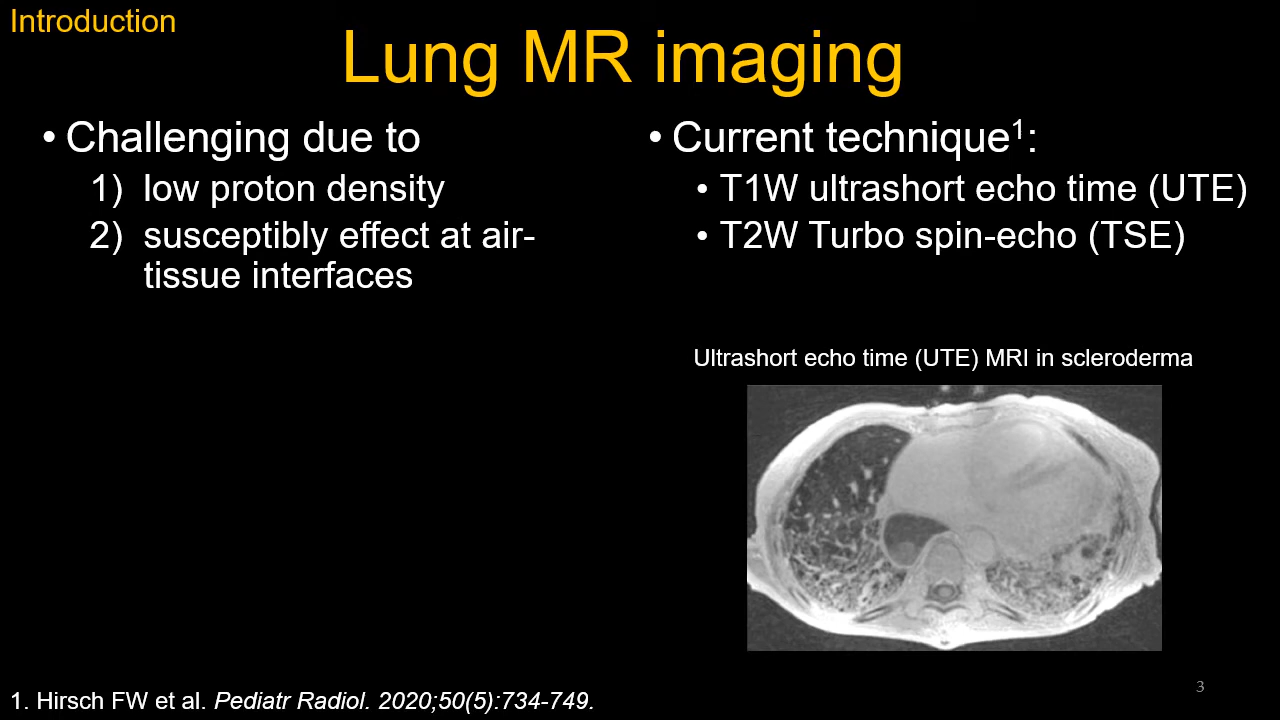 Introduction
Lung MR imaging
• Challenging due to
1) low proton density
2) susceptibly effect at air-
tissue interfaces
• Current technique1:
• T1W ultrashort echo time (UTE)
• T2W Turbo spin-echo (TSE)
Ultrashort echo time (UTE) MRI in scleroderma
1. Hirsch FW et al. Pediatr Radiol. 2020;50(5):734-749.
3